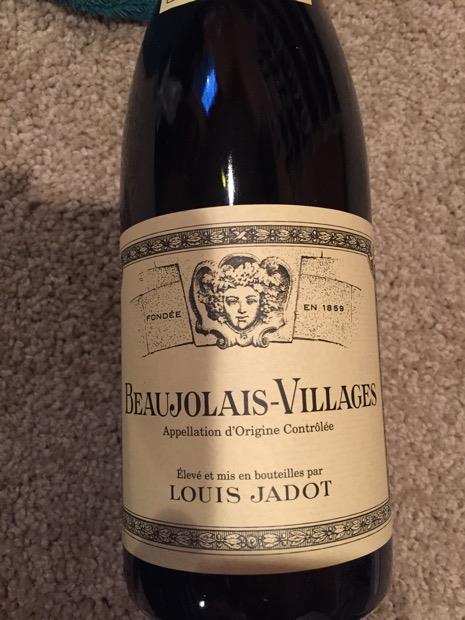 FONDÉE EN 1859
BEAUJOLAIS-VILLAGES
Appellation d'Origine Contrôlée
Élevé et mis en bouteilles par
LOUIS JADOT